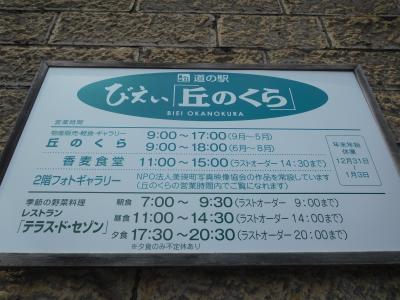 道の駅
びえい「丘のくら」
BIEI OKANOKURA
営業時間
物産販売・軽食・ギャラリー
丘のくら 9:00〜17:00(9月〜5月)
9:00〜18:00(6月〜8月)
香麦食堂 11:00〜15:00(ラストオーダー 14:30まで)
2階フォトギャラリー NPO法人美瑛町写真映像協会の作品を常設しています
(丘のくらの営業時間内でご覧になれます)
年末年始
休業
12月31日
〜
1月3日
季節の野菜料理
レストラン
「テラス・ド・セゾン」
朝食 7:00〜 9:30(ラストオーダー 9:00まで)
昼食 11:00〜14:30(ラストオーダー 14:00まで)
夕食 17:30〜20:30(ラストオーダー 20:00まで)
※夕食のみ不定休あり